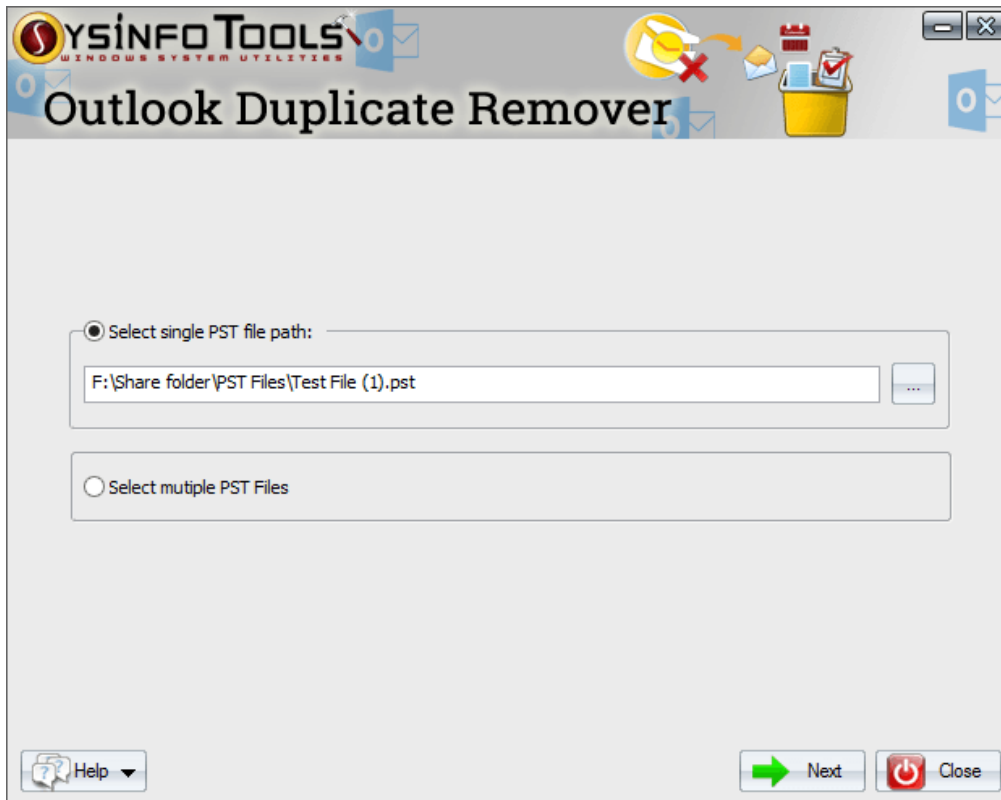 SYSINFO TOOLS
WINDOWS SYSTEM UTILITIES
Outlook Duplicate Remover
Select single PST file path:
F:\Share folder\PST Files\Test File (1).pst
...
Select mutiple PST Files
Help
Next
Close